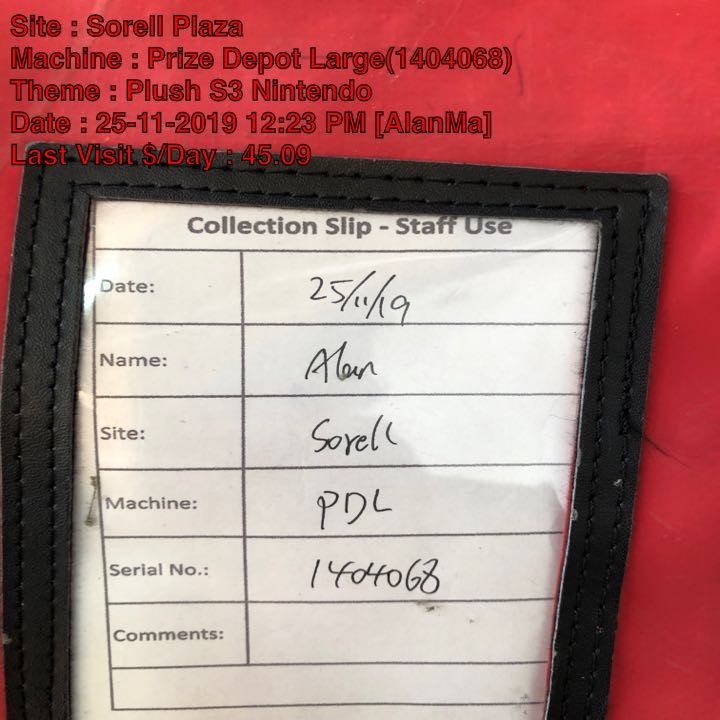 Site : Sorell Plaza
Machine : Prize Depot Large(1404068)
Theme : Plush S3 Nintendo
Date : 25-11-2019 12:23 PM [AlanMa]
Last Visit $/Day : 45.09
Collection Slip - Staff Use
Date: 25/11/19
Name: Alan
Site: Sorell
Machine: PDL
Serial No.: 1404068
Comments: